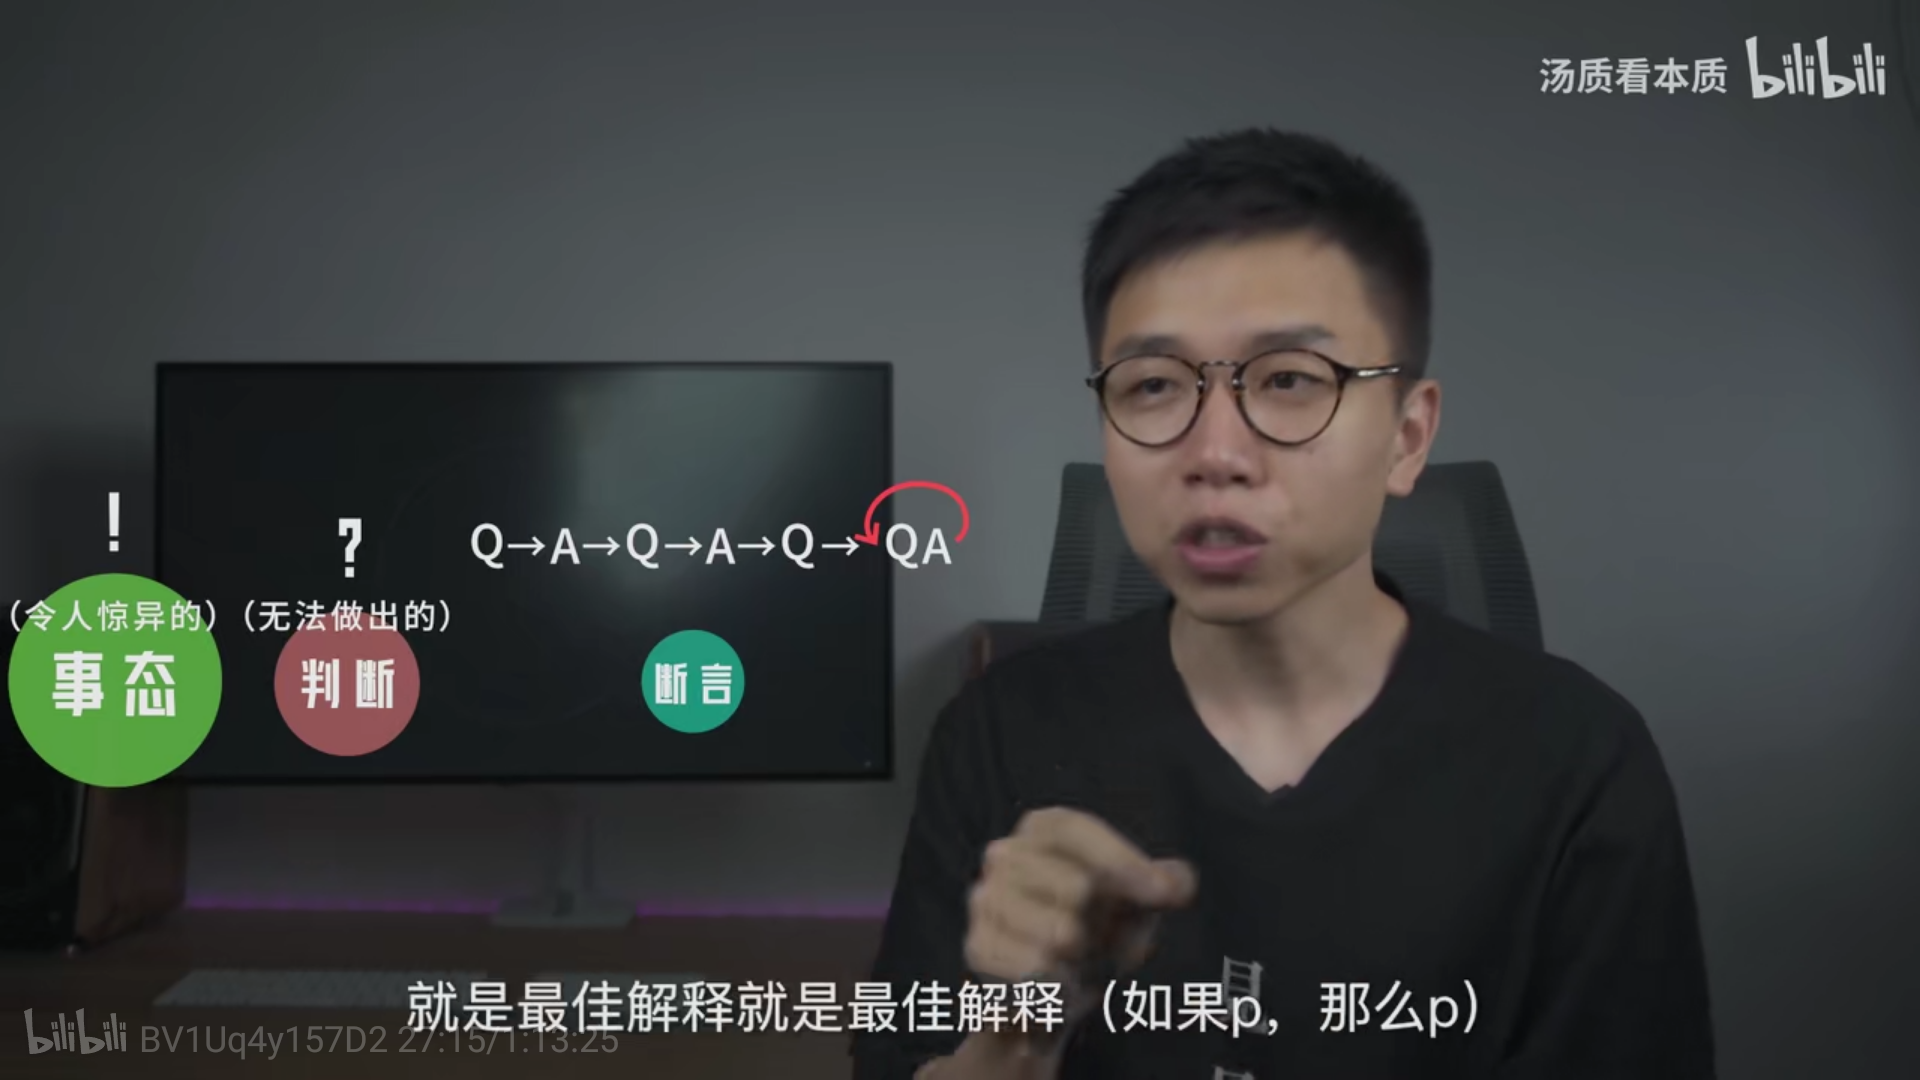 汤质看本质 bilibili
!
?
Q→A→Q→A→Q→QA
(令人惊异的) (无法做出的)
事态 判断 断言
就是最佳解释就是最佳解释(如果p,那么p)
bilibili BV1Uq4y157D2 27:15/1:13:25